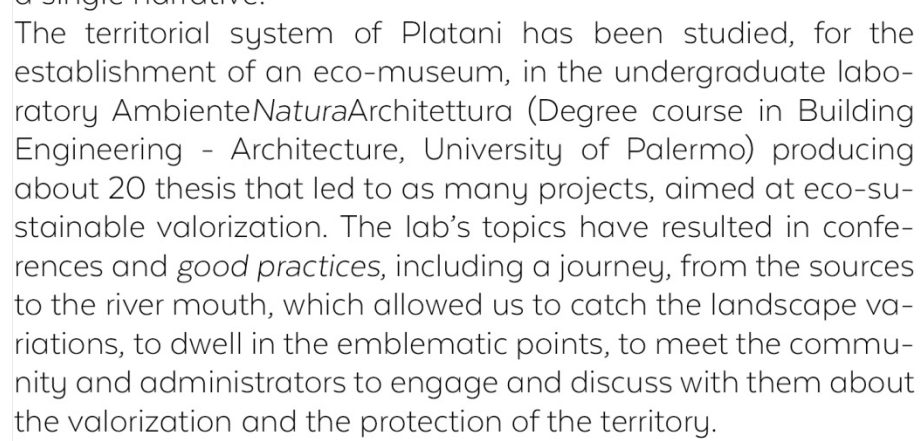 a single narrative.
The territorial system of Platani has been studied, for the
establishment of an eco-museum, in the undergraduate labo-
ratory AmbienteNaturaArchitettura (Degree course in Building
Engineering - Architecture, University of Palermo) producing
about 20 thesis that led to as many projects, aimed at eco-su-
stainable valorization. The lab’s topics have resulted in confe-
rences and good practices, including a journey, from the sources
to the river mouth, which allowed us to catch the landscape va-
riations, to dwell in the emblematic points, to meet the commu-
nity and administrators to engage and discuss with them about
the valorization and the protection of the territory.